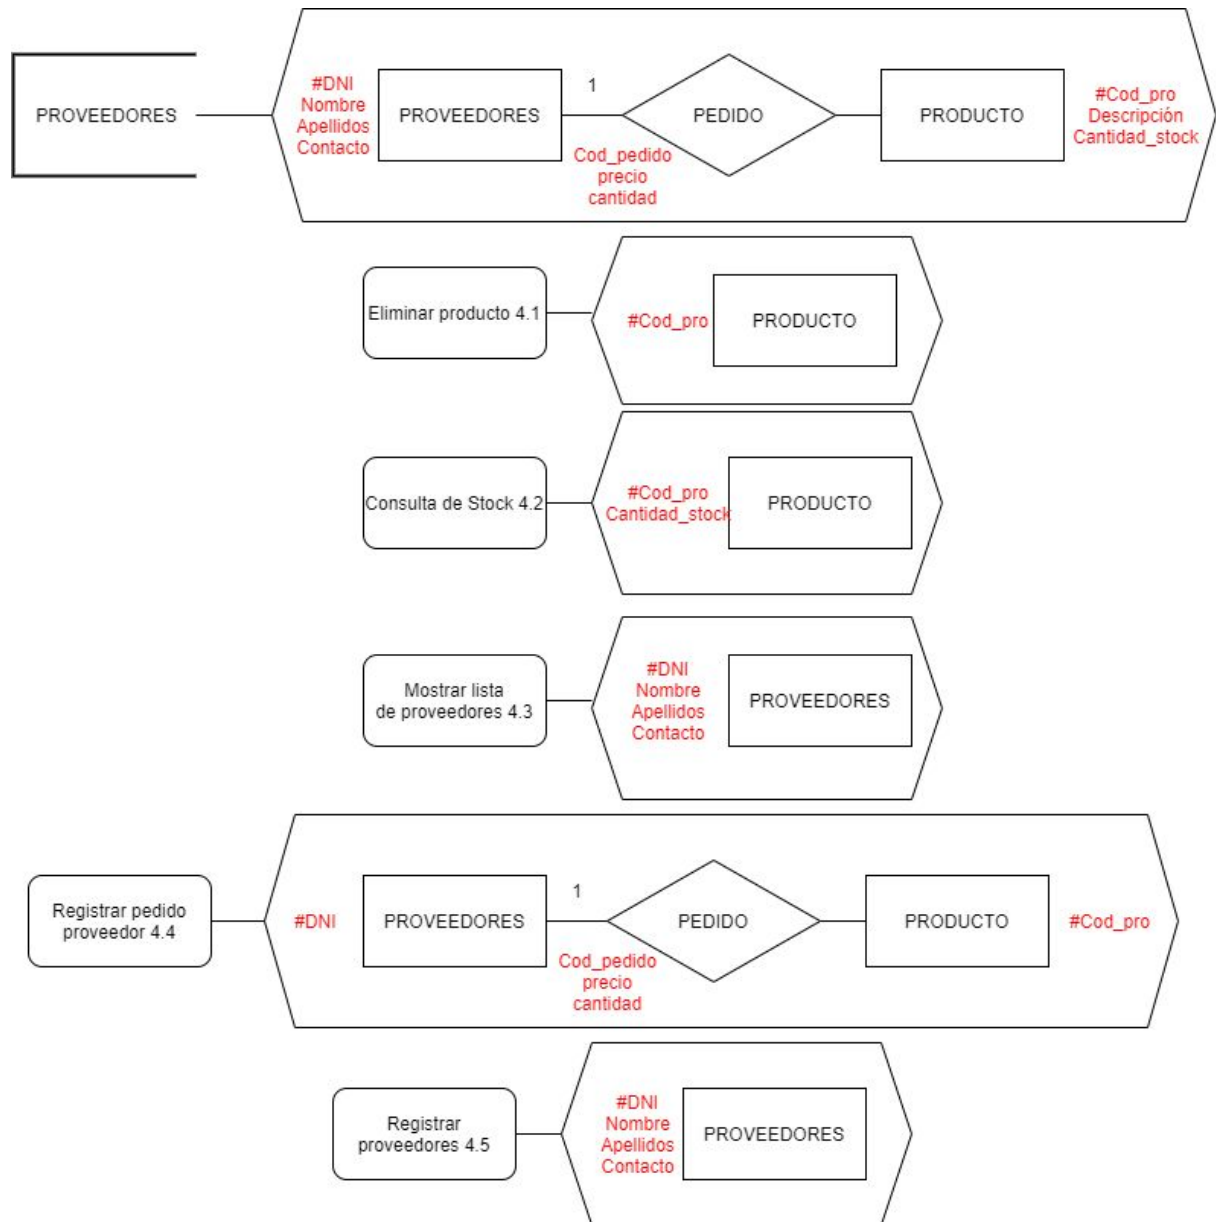 PROVEEDORES
#DNI
Nombre
Apellidos
Contacto
PROVEEDORES
1
Cod_pedido
precio
cantidad
PEDIDO
PRODUCTO
#Cod_pro
Descripción
Cantidad_stock
Eliminar producto 4.1
#Cod_pro
PRODUCTO
Consulta de Stock 4.2
#Cod_pro
Cantidad_stock
PRODUCTO
Mostrar lista
de proveedores 4.3
#DNI
Nombre
Apellidos
Contacto
PROVEEDORES
Registrar pedido
proveedor 4.4
#DNI
PROVEEDORES
1
Cod_pedido
precio
cantidad
PEDIDO
PRODUCTO
#Cod_pro
Registrar
proveedores 4.5
#DNI
Nombre
Apellidos
Contacto
PROVEEDORES